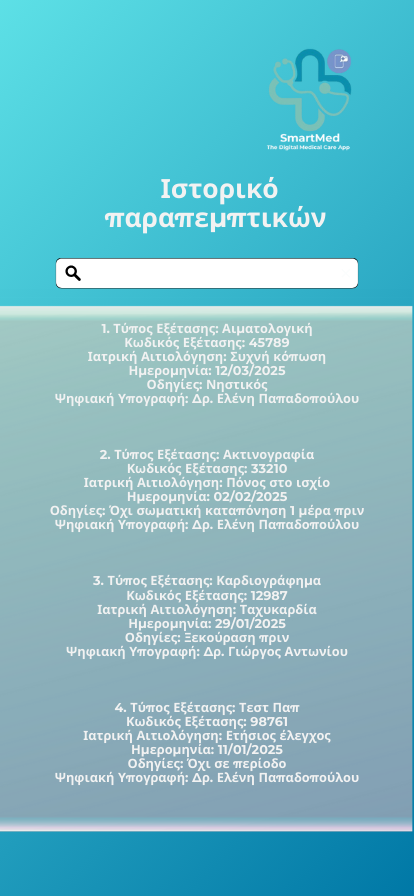 SmartMed
The Digital Medical Care App
Ιστορικό
παραπεμπτικών
1. Τύπος Εξέτασης: Αιματολογική
Κωδικός Εξέτασης: 45789
Ιατρική Αιτιολόγηση: Συχνή κόπωση
Ημερομηνία: 12/03/2025
Οδηγίες: Νηστικός
Ψηφιακή Υπογραφή: Δρ. Ελένη Παπαδοπούλου
2. Τύπος Εξέτασης: Ακτινογραφία
Κωδικός Εξέτασης: 33210
Ιατρική Αιτιολόγηση: Πόνος στο ισχίο
Ημερομηνία: 02/02/2025
Οδηγίες: Όχι σωματική καταπόνηση 1 μέρα πριν
Ψηφιακή Υπογραφή: Δρ. Ελένη Παπαδοπούλου
3. Τύπος Εξέτασης: Καρδιογράφημα
Κωδικός Εξέτασης: 12987
Ιατρική Αιτιολόγηση: Ταχυκαρδία
Ημερομηνία: 29/01/2025
Οδηγίες: Ξεκούραση πριν
Ψηφιακή Υπογραφή: Δρ. Γιώργος Αντωνίου
4. Τύπος Εξέτασης: Τεστ Παπ
Κωδικός Εξέτασης: 98761
Ιατρική Αιτιολόγηση: Ετήσιος έλεγχος
Ημερομηνία: 11/01/2025
Οδηγίες: Όχι σε περίοδο
Ψηφιακή Υπογραφή: Δρ. Ελένη Παπαδοπούλου